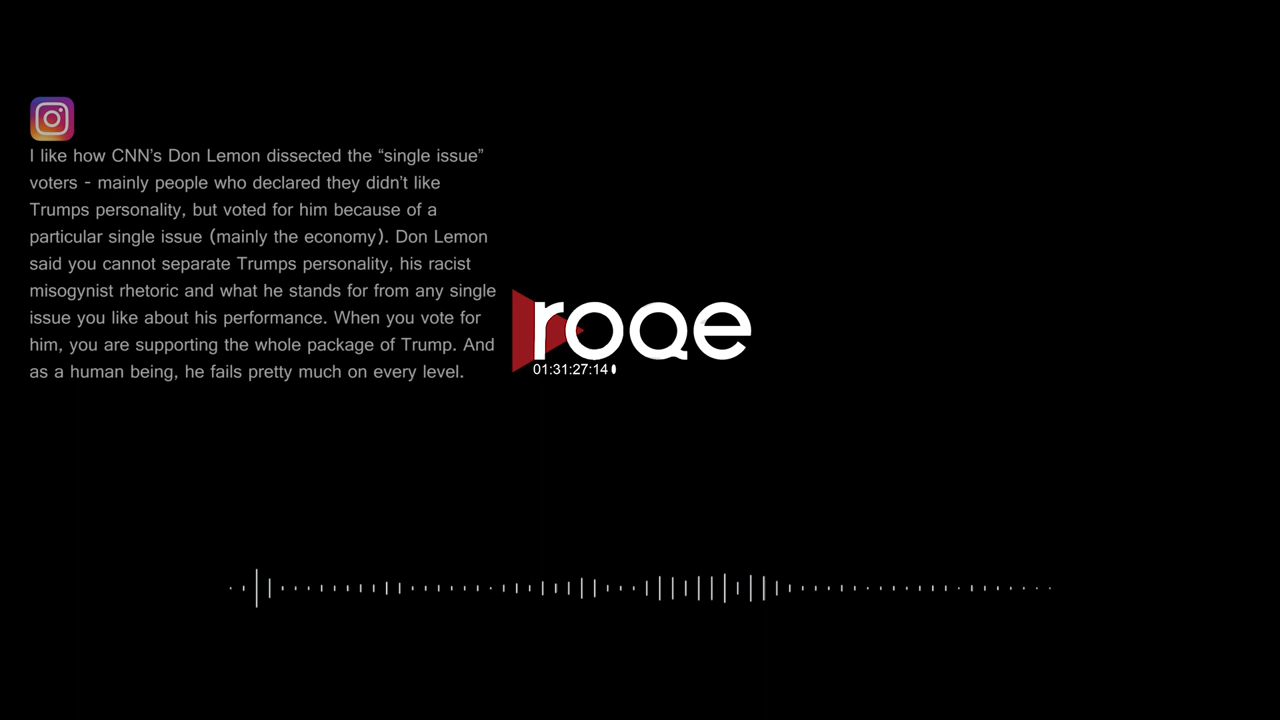 I like how CNN's Don Lemon dissected the “single issue”
voters - mainly people who declared they didn't like
Trumps personality, but voted for him because of a
particular single issue (mainly the economy). Don Lemon
said you cannot separate Trumps personality, his racist
misogynist rhetoric and what he stands for from any single
issue you like about his performance. When you vote for
him, you are supporting the whole package of Trump. And
as a human being, he fails pretty much on every level.
roqe
01:31:27:14